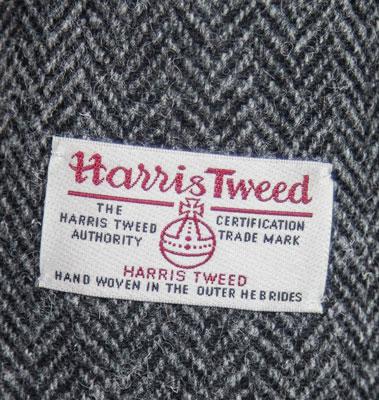 Harris Tweed
THE HARRIS TWEED AUTHORITY
CERTIFICATION TRADE MARK
HARRIS TWEED
HAND WOVEN IN THE OUTER HEBRIDES